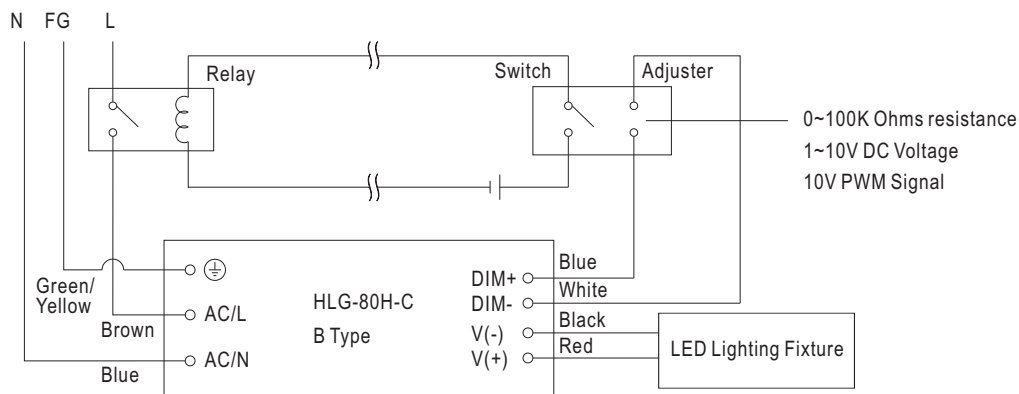 N FG L
Relay
Switch
Adjuster
0~100K Ohms resistance
1~10V DC Voltage
10V PWM Signal
Green/
Yellow
Brown
Blue
AC/L
AC/N
HLG-80H-C
B Type
DIM+
DIM-
V(-)
V(+)
Blue
White
Black
Red
LED Lighting Fixture